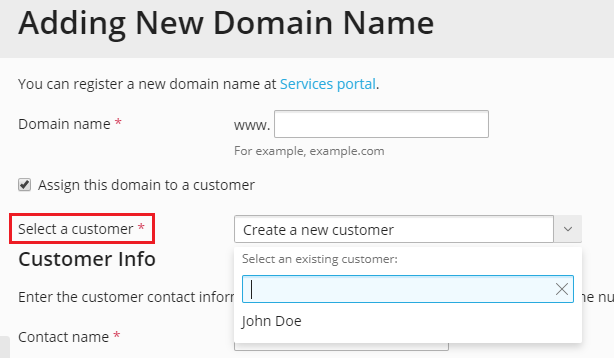 Adding New Domain Name
You can register a new domain name at Services portal.
Domain name *
www.
For example, example.com
Assign this domain to a customer
Select a customer *
Create a new customer
Customer Info
Select an existing customer:
Enter the customer contact
John Doe
Contact name *